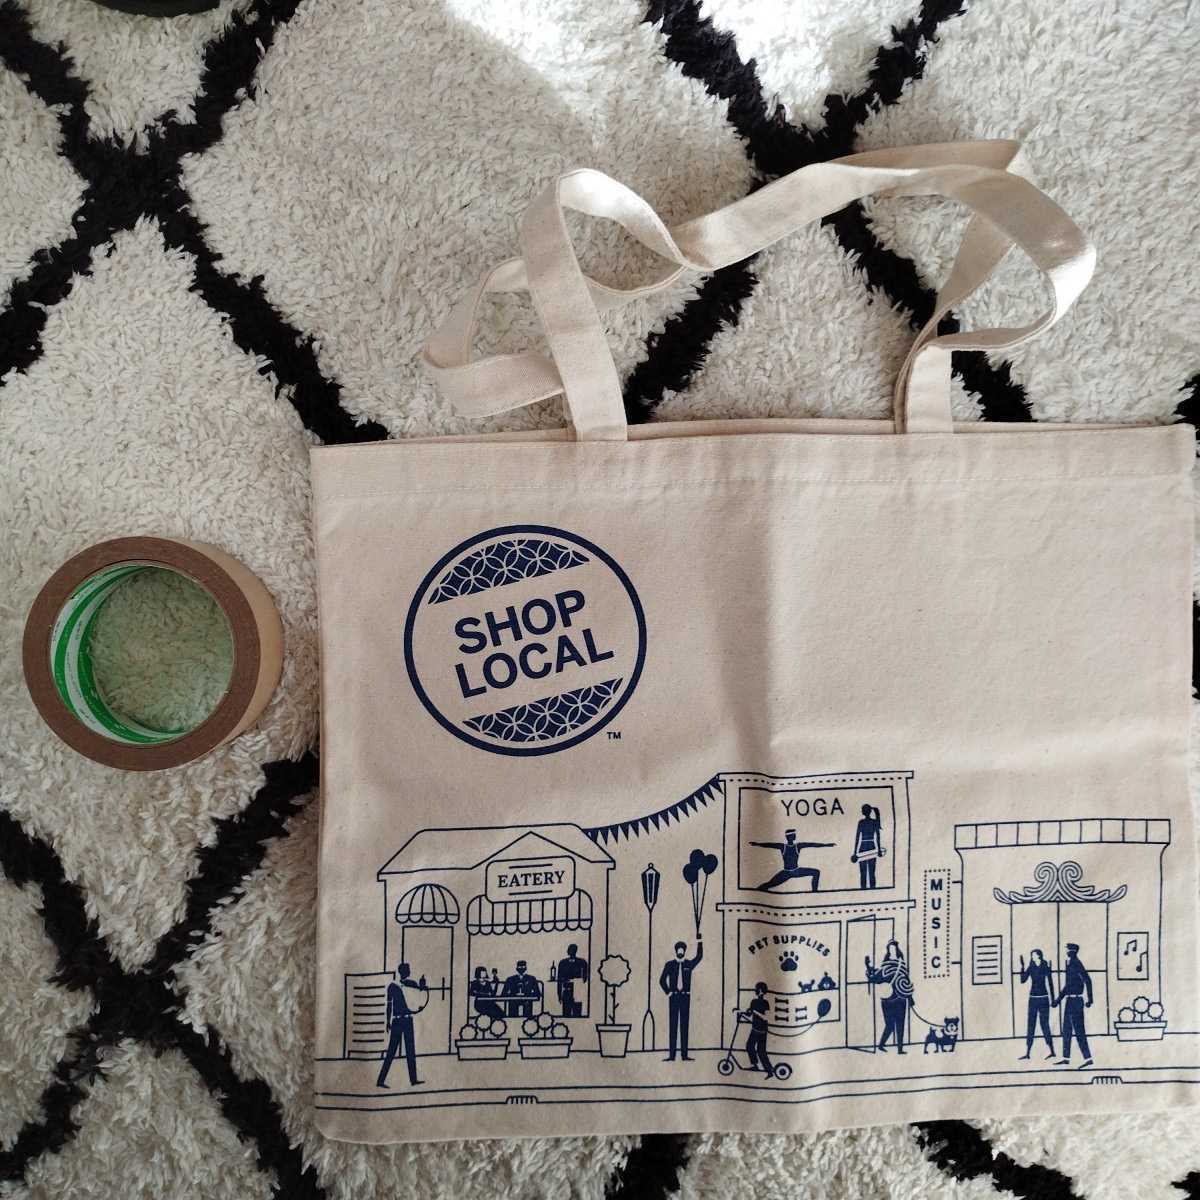 SHOP
LOCAL
TM
EATERY
YOGA
PET SUPPLIES
MUSIC